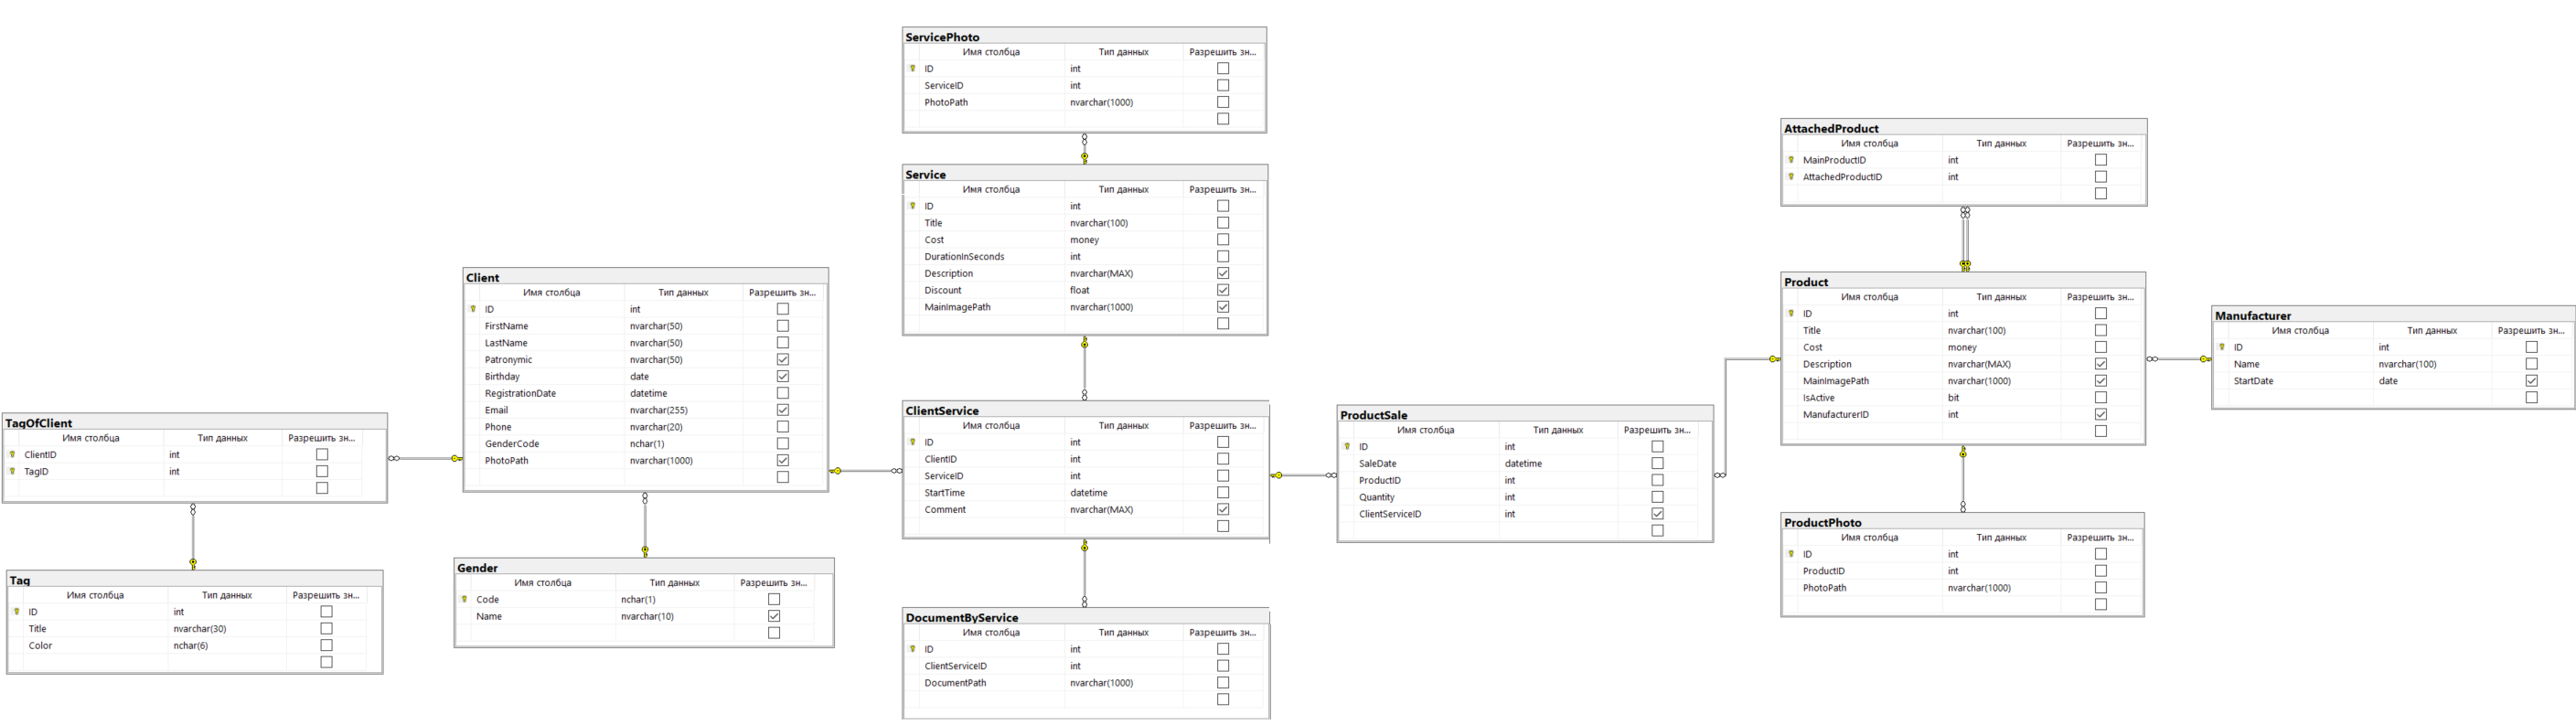 ServicePhoto
Имя столбца Тип данных Разрешить зн...
ID int
ServiceID int
PhotoPath nvarchar(1000)
Service
Имя столбца Тип данных Разрешить зн...
ID int
Title nvarchar(100)
Cost money
DurationInSeconds int
Description nvarchar(MAX)
Discount float
MainImagePath nvarchar(1000)
Client
Имя столбца Тип данных Разрешить зн...
ID int
FirstName nvarchar(50)
LastName nvarchar(50)
Patronymic nvarchar(50)
Birthday date
RegistrationDate datetime
Email nvarchar(255)
Phone nvarchar(20)
GenderCode nchar(1)
PhotoPath nvarchar(1000)
TagOfClient
Имя столбца Тип данных Разрешить зн...
ClientID int
TagID int
Tag
Имя столбца Тип данных Разрешить зн...
ID int
Title nvarchar(30)
Color nchar(6)
Gender
Имя столбца Тип данных Разрешить зн...
Code nchar(1)
Name nvarchar(10)
ClientService
Имя столбца Тип данных Разрешить зн...
ID int
ClientID int
ServiceID int
StartTime datetime
Comment nvarchar(MAX)
DocumentByService
Имя столбца Тип данных Разрешить зн...
ID int
ClientServiceID int
DocumentPath nvarchar(1000)
ProductSale
Имя столбца Тип данных Разрешить зн...
ID int
SaleDate datetime
ProductID int
Quantity int
ClientServiceID int
AttachedProduct
Имя столбца Тип данных Разрешить зн...
MainProductID int
AttachedProductID int
Product
Имя столбца Тип данных Разрешить зн...
ID int
Title nvarchar(100)
Cost money
Description nvarchar(MAX)
MainImagePath nvarchar(1000)
IsActive bit
ManufacturerID int
ProductPhoto
Имя столбца Тип данных Разрешить зн...
ID int
ProductID int
PhotoPath nvarchar(1000)
Manufacturer
Имя столбца Тип данных Разрешить зн...
ID int
Name nvarchar(100)
StartDate date